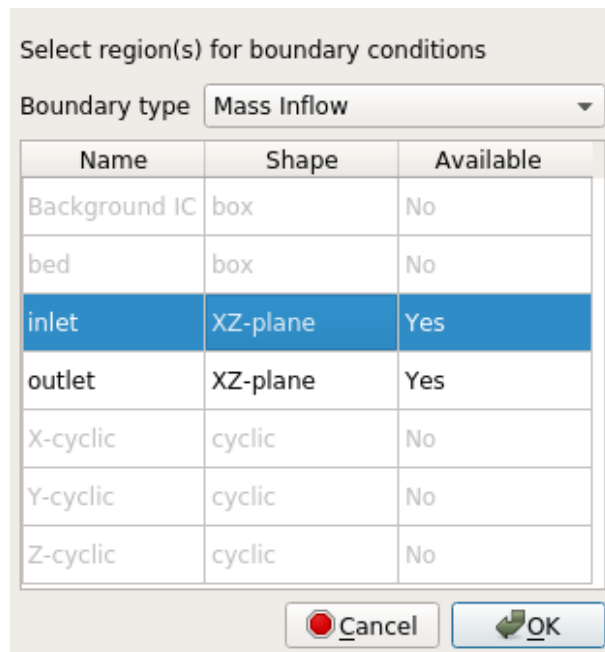 Select region(s) for boundary conditions
Boundary type Mass Inflow
Name Shape Available
Background IC box No
bed box No
inlet XZ-plane Yes
outlet XZ-plane Yes
X-cyclic cyclic No
Y-cyclic cyclic No
Z-cyclic cyclic No
Cancel OK